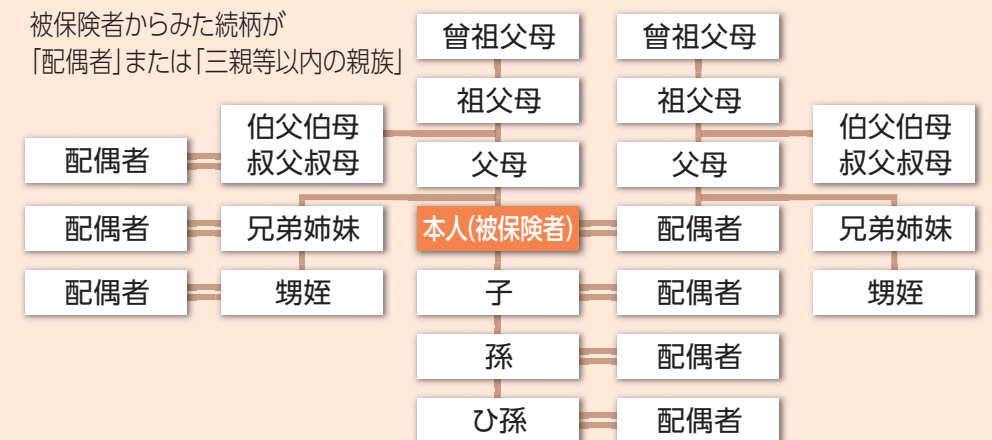 被保険者からみた続柄が
「配偶者」または「三親等以内の親族」
曾祖父母
曾祖父母
祖父母
祖父母
配偶者
伯父伯母
叔父叔母
父母
父母
伯父伯母
叔父叔母
配偶者
兄弟姉妹
本人(被保険者)
配偶者
兄弟姉妹
配偶者
甥姪
子
配偶者
甥姪
孫
配偶者
ひ孫
配偶者